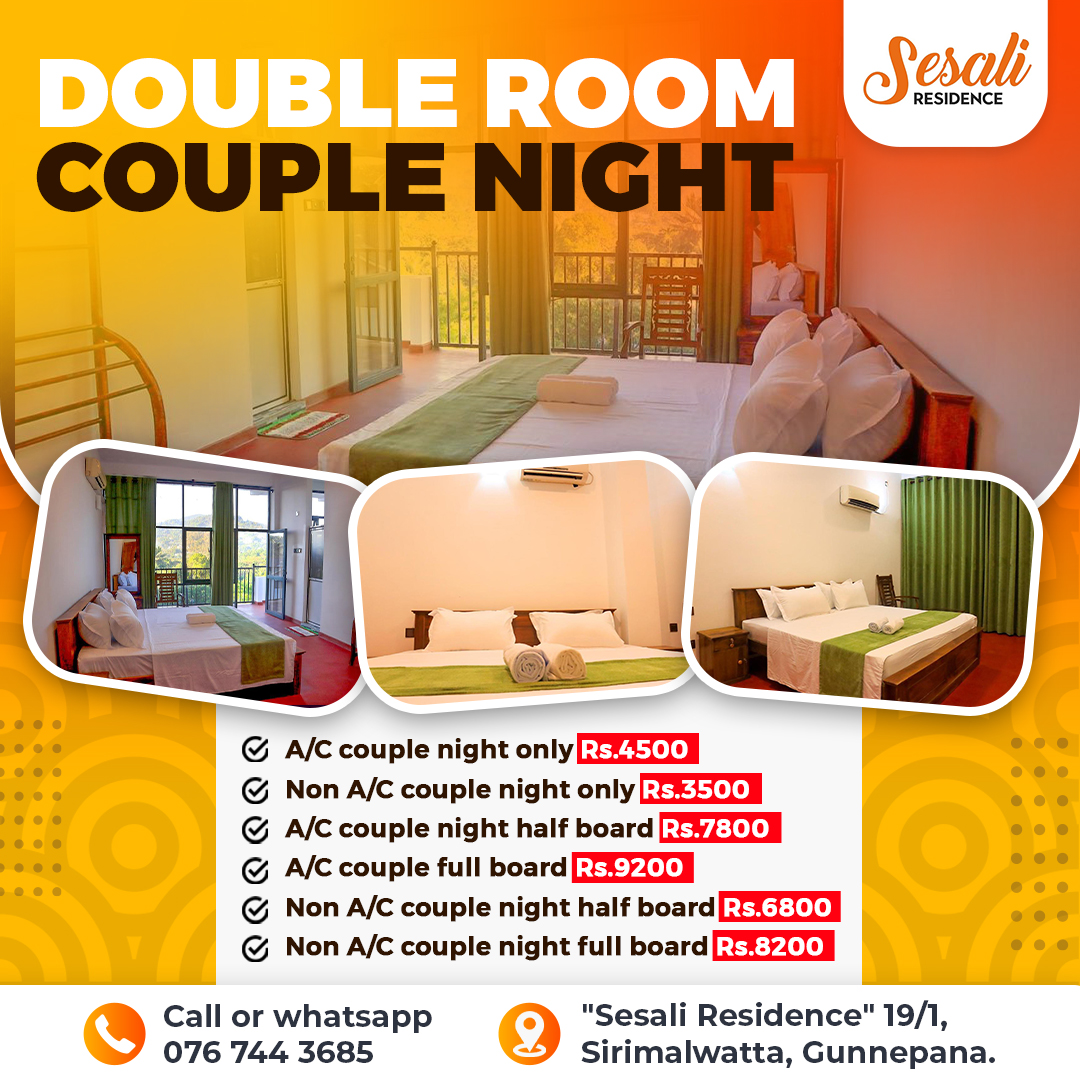 Sesali
RESIDENCE
DOUBLE ROOM
COUPLE NIGHT
A/C couple night only Rs.4500
Non A/C couple night only Rs.3500
A/C couple night half board Rs.7800
A/C couple full board Rs.9200
Non A/C couple night half board Rs.6800
Non A/C couple night full board Rs.8200
Call or whatsapp
076 744 3685
"Sesali Residence" 19/1,
Sirimalwatta, Gunnepana.